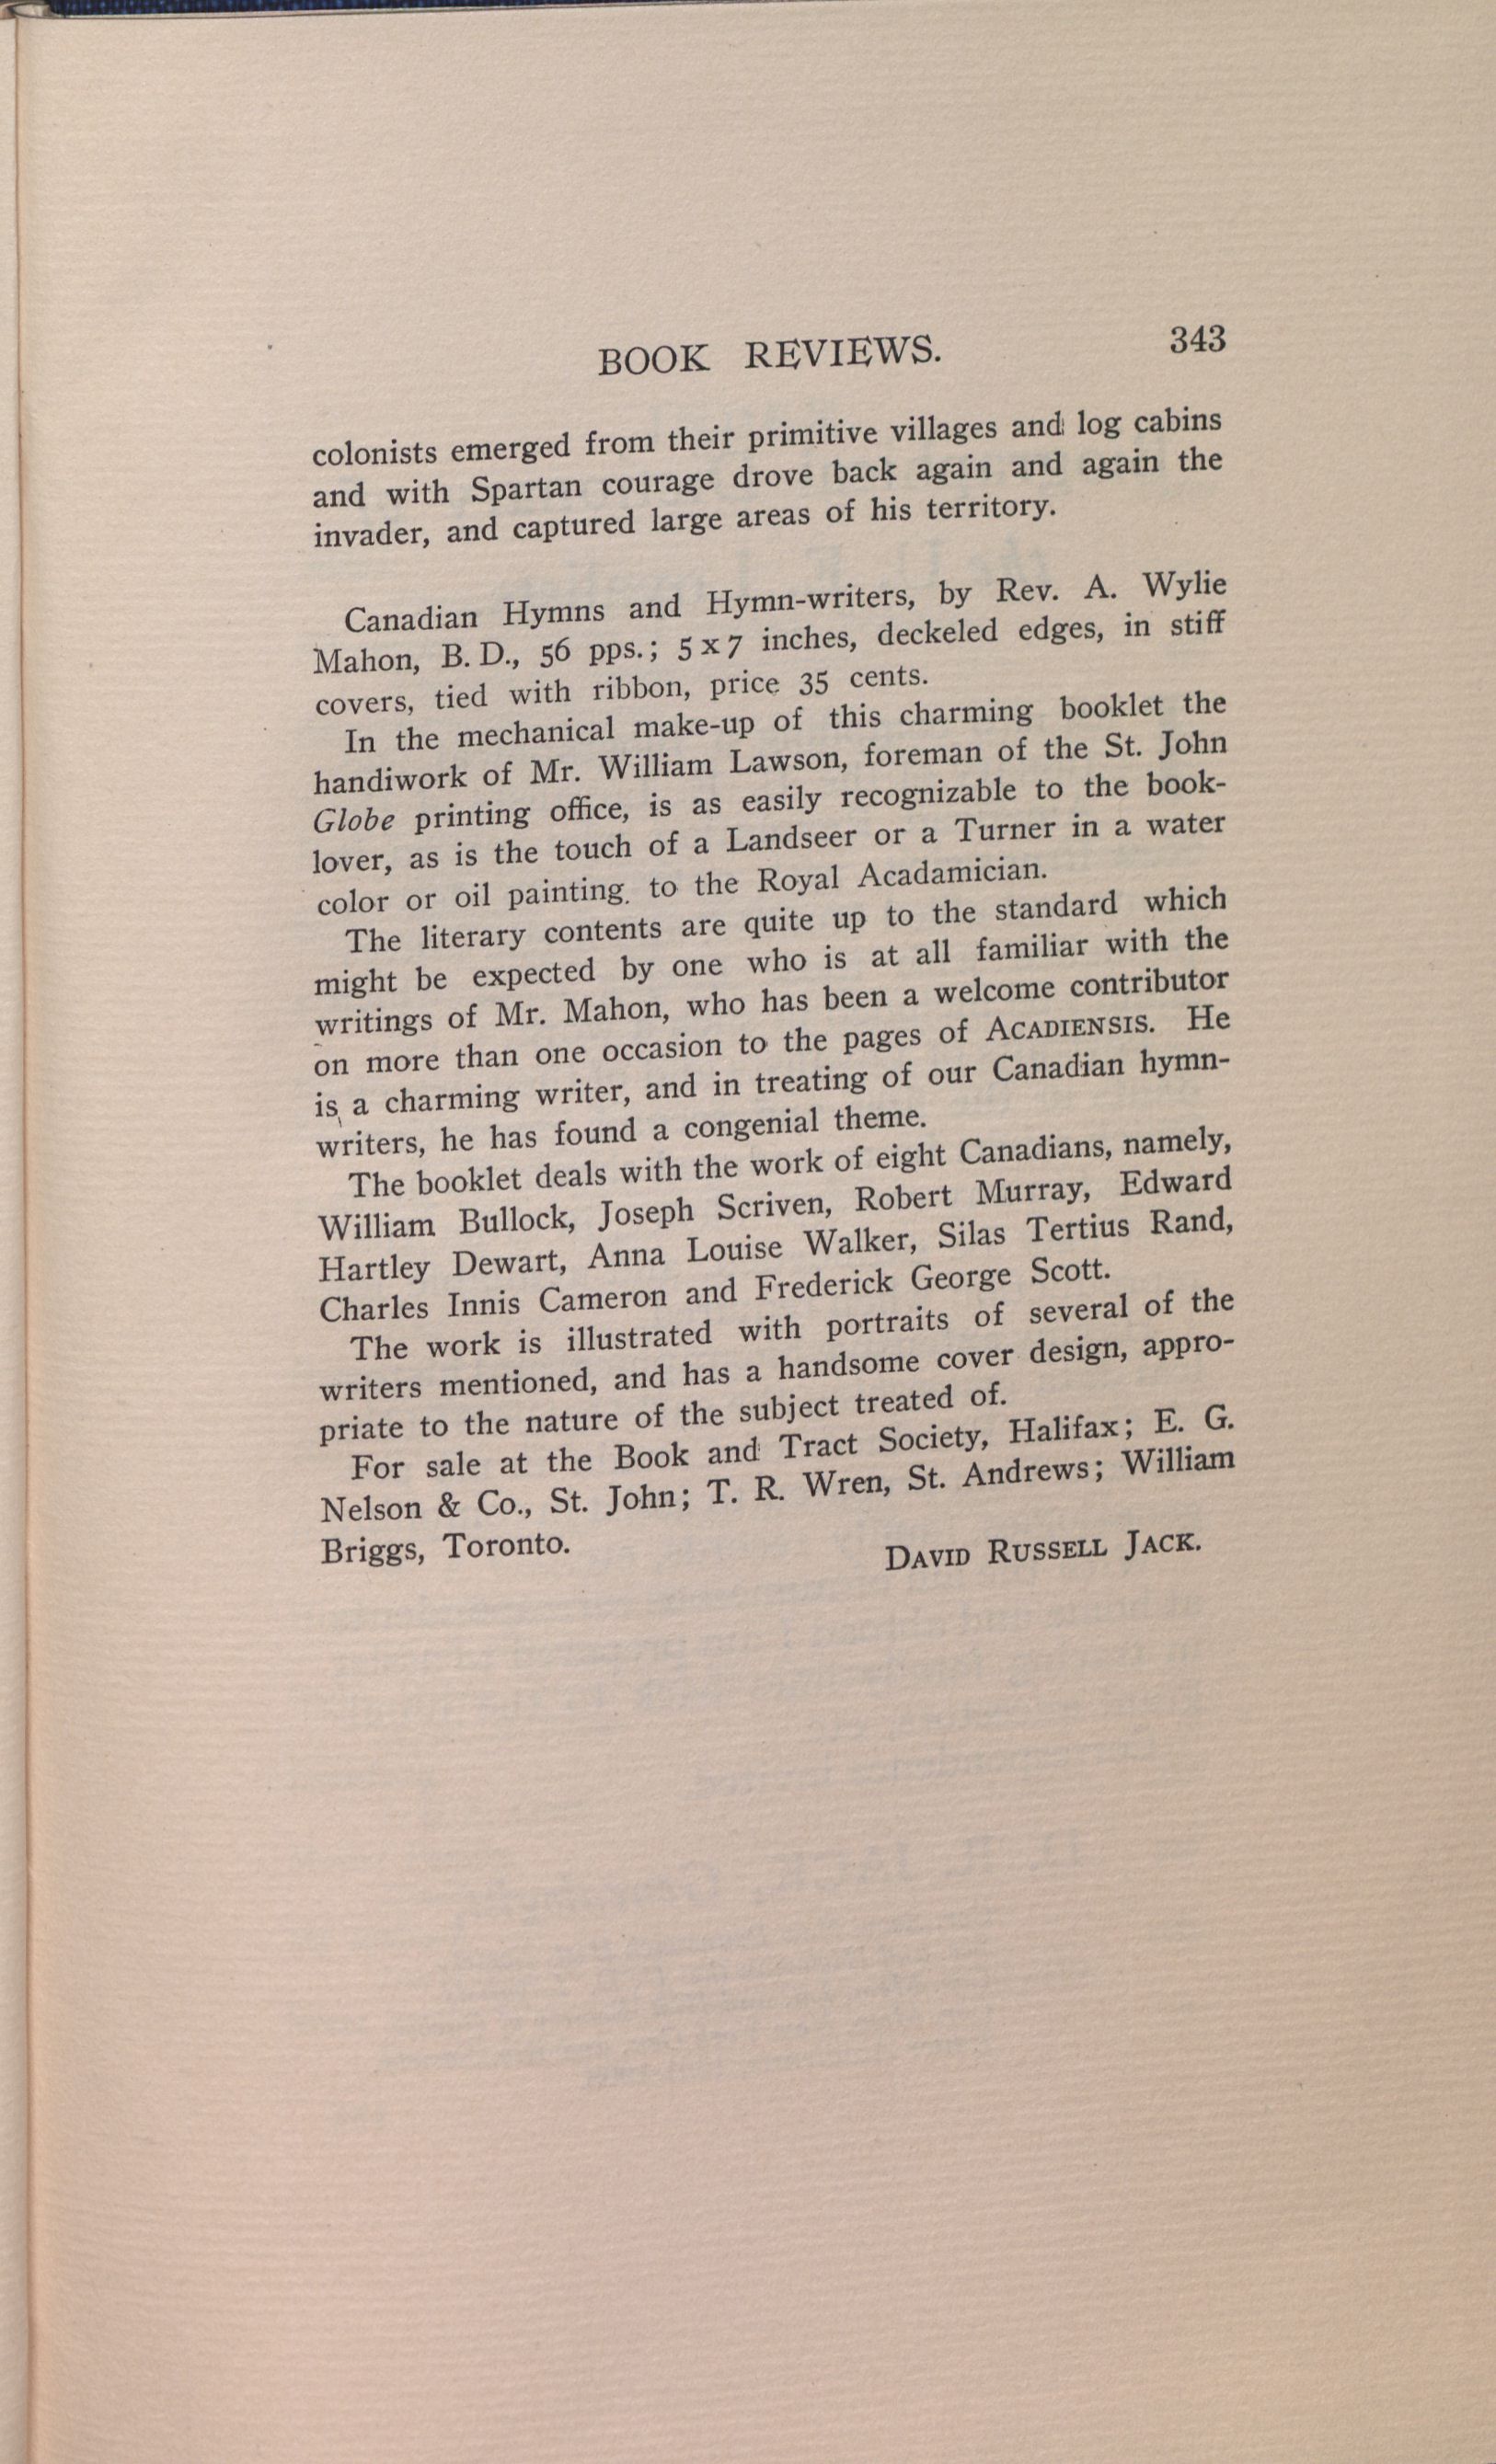 BOOK REVIEWS. 343
colonists emerged from their primitive villages and log cabins
and with Spartan courage drove back again and again the
invader, and captured large areas of his territory.
Canadian Hymns and Hymn-writers, by Rev. A. Wylie
Mahon, B. D., 56 pps.; 5 x 7 inches, deckeled edges, in stiff
covers, tied with ribbon, price 35 cents.
In the mechanical make-up of this charming booklet the
handiwork of Mr. William Lawson, foreman of the St. John
Globe printing office, is as easily recognizable to the book-
lover, as is the touch of a Landseer or a Turner in a water
color or oil painting. to the Royal Acadamician.
The literary contents are quite up to the standard which
might be expected by one who is at all familiar with the
writings of Mr. Mahon, who has been a welcome contributor
on more than one occasion to the pages of ACADIENSIS. He
is a charming writer, and in treating of our Canadian hymn-
writers, he has found a congenial theme.
The booklet deals with the work of eight Canadians, namely,
William Bullock, Joseph Scriven, Robert Murray, Edward
Hartley Dewart, Anna Louise Walker, Silas Tertius Rand,
Charles Innis Cameron and Frederick George Scott.
The work is illustrated with portraits of several of the
writers mentioned, and has a handsome cover design, appro-
priate to the nature of the subject treated of.
For sale at the Book and Tract Society, Halifax; E. G.
Nelson & Co., St. John; T. R. Wren, St. Andrews; William
Briggs, Toronto.
DAVID RUSSELL JACK.